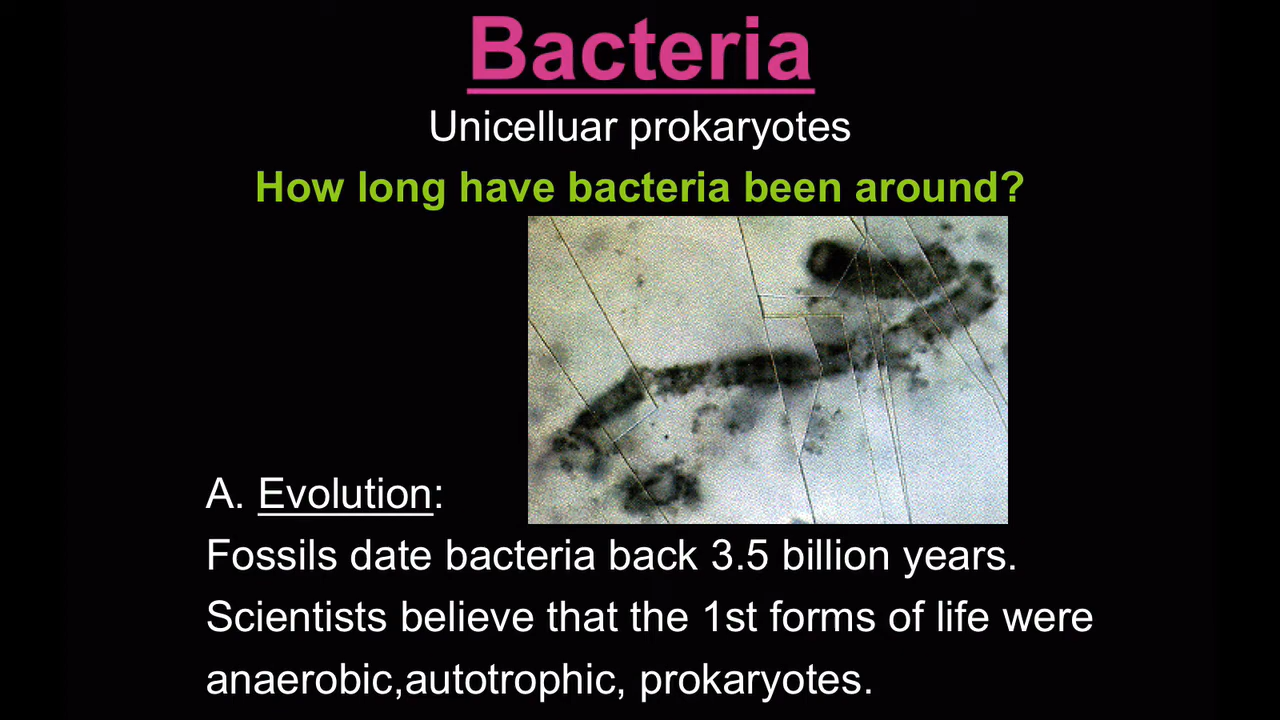 Bacteria
Unicelluar prokaryotes
How long have bacteria been around?
A. Evolution:
Fossils date bacteria back 3.5 billion years.
Scientists believe that the 1st forms of life were
anaerobic,autotrophic, prokaryotes.